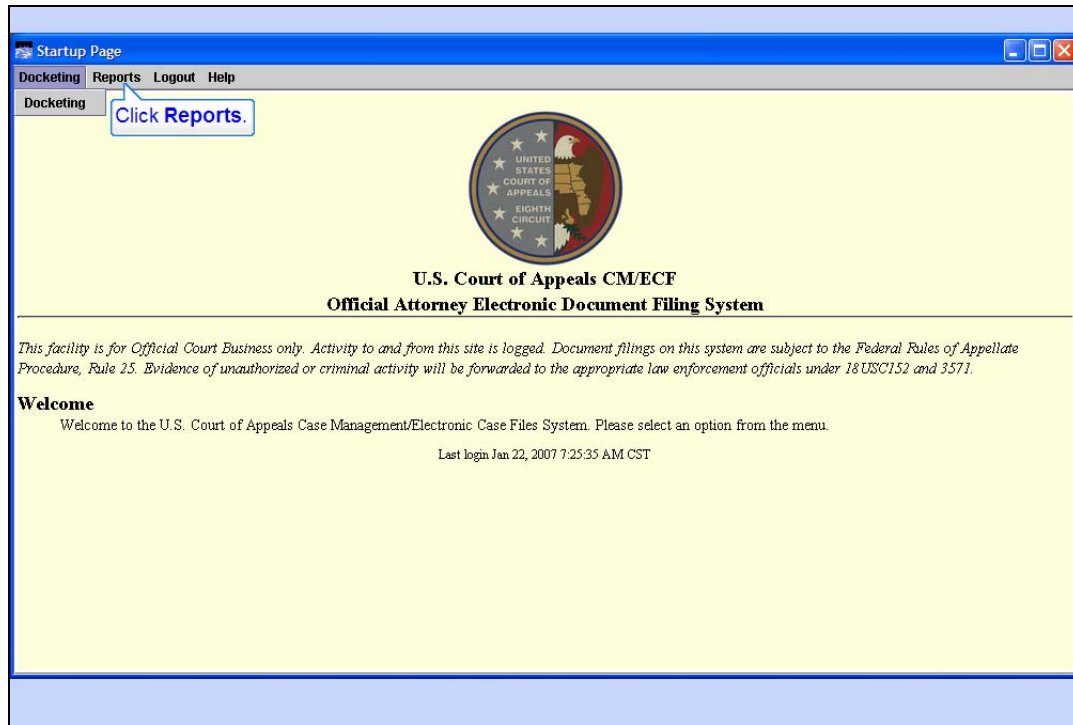 Startup Page
Docketing Reports Logout Help
Docketing
Click Reports.
UNITED
STATES
COURT OF
APPEALS
EIGHTH
CIRCUIT
U.S. Court of Appeals CM/ECF
Official Attorney Electronic Document Filing System
This facility is for Official Court Business only. Activity to and from this site is logged. Document filings on this system are subject to the Federal Rules of Appellate
Procedure, Rule 25. Evidence of unauthorized or criminal activity will be forwarded to the appropriate law enforcement officials under 18 USC152 and 3571.
Welcome
Welcome to the U.S. Court of Appeals Case Management/Electronic Case Files System. Please select an option from the menu.
Last login Jan 22, 2007 7:25:35 AM CST